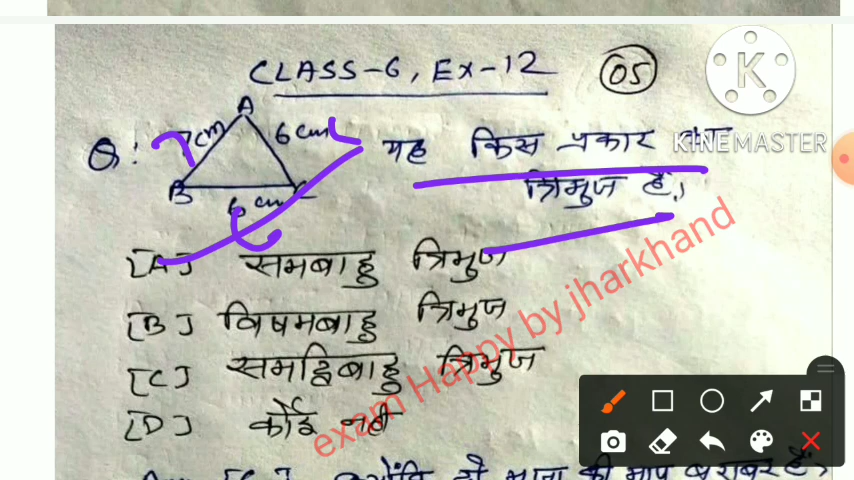 CLASS-6, EX-12 05
A
Q: 7cm 6cm यह किस प्रकार का
त्रिभुज है,
B C
6cm
[A] समबाहु त्रिभुज
[B] विषमबाहु त्रिभुज
[C] समद्विबाहु त्रिभुज
[D] कोई नहीं
K
KINEMASTER
exam Happy by jharkhand